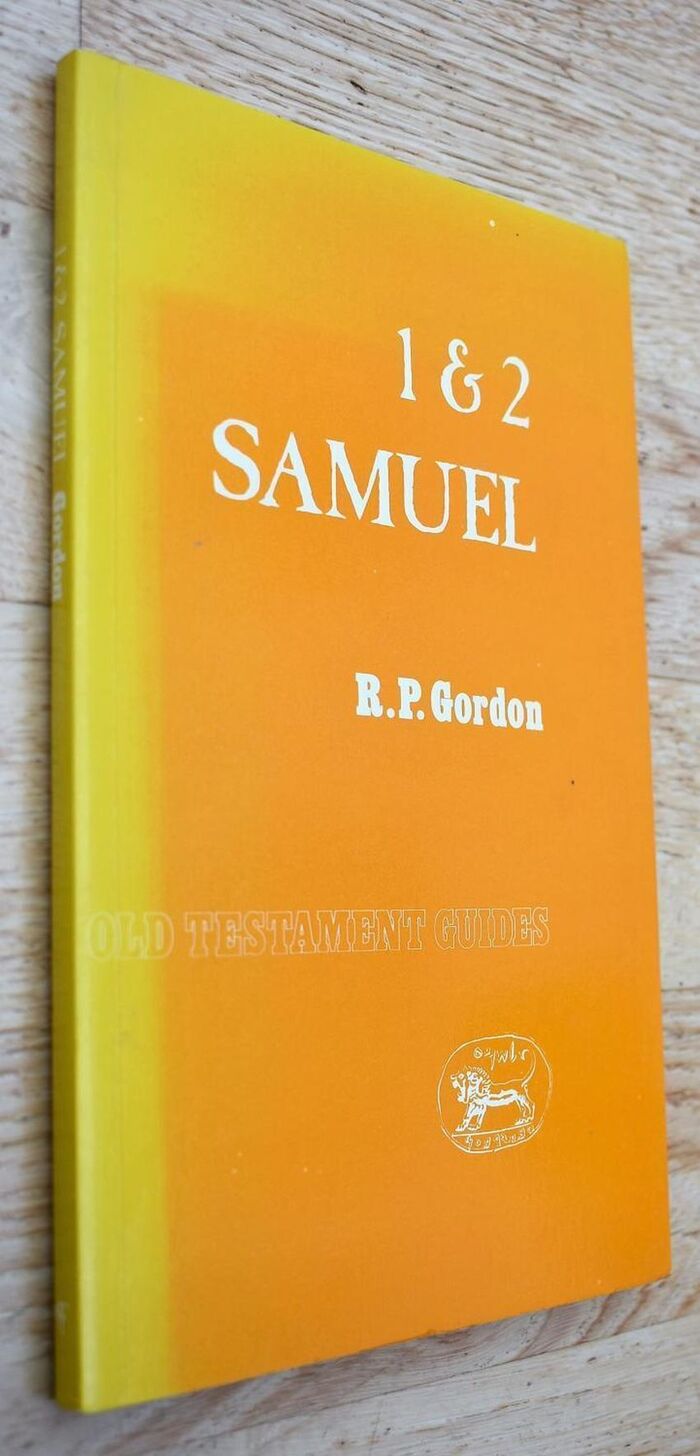 1 & 2
SAMUEL
R.P. Gordon
OLD TESTAMENT GUIDES
1 & 2 SAMUEL Gordon